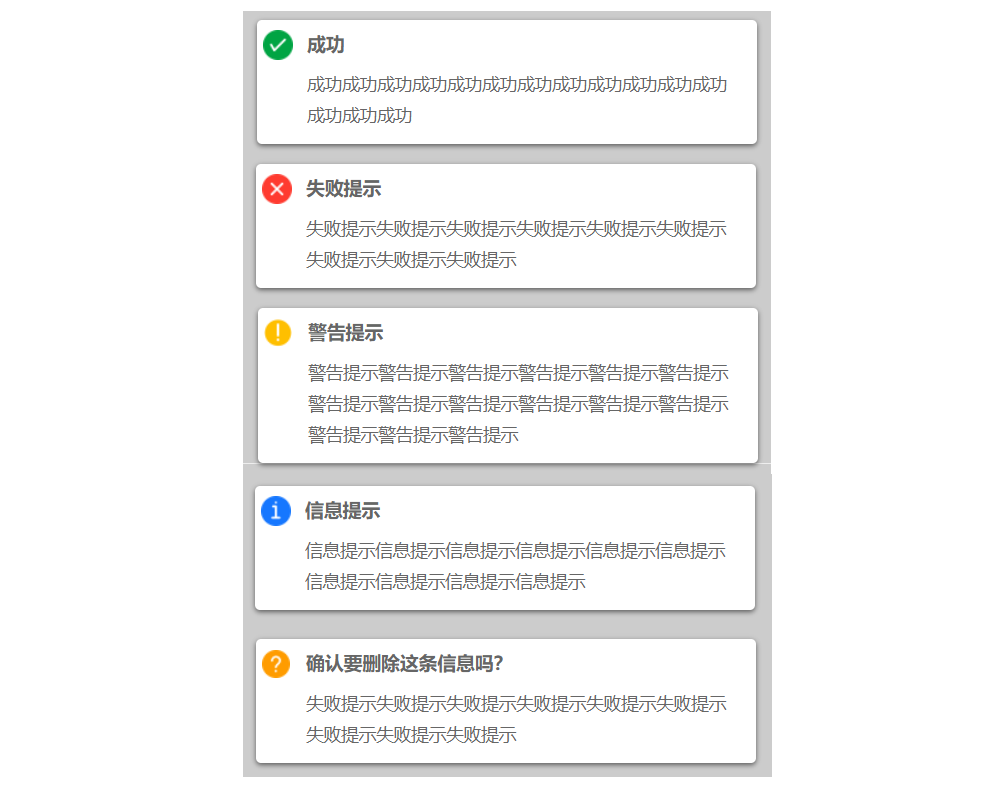 成功
成功成功成功成功成功成功成功成功成功成功成功成功
成功成功成功
失败提示
失败提示失败提示失败提示失败提示失败提示失败提示
失败提示失败提示失败提示
警告提示
警告提示警告提示警告提示警告提示警告提示警告提示
警告提示警告提示警告提示警告提示警告提示警告提示
警告提示警告提示警告提示
信息提示
信息提示信息提示信息提示信息提示信息提示信息提示
信息提示信息提示信息提示信息提示
确认要删除这条信息吗?
失败提示失败提示失败提示失败提示失败提示失败提示
失败提示失败提示失败提示